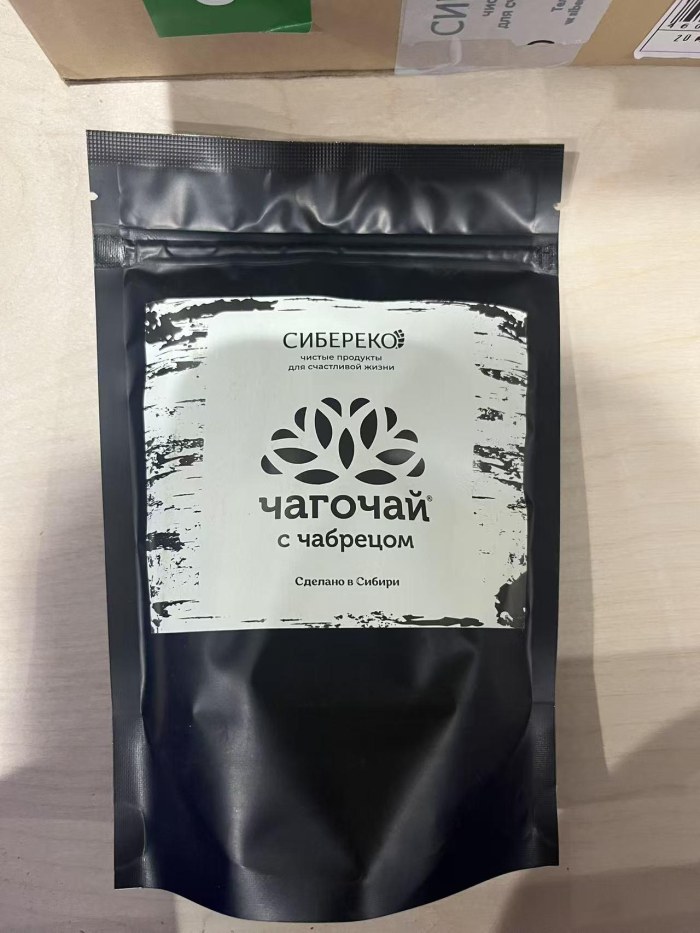 СИБЕРЕКО
чистые продукты
для счастливой жизни
чагочай®
с чабрецом
Сделано в Сибири